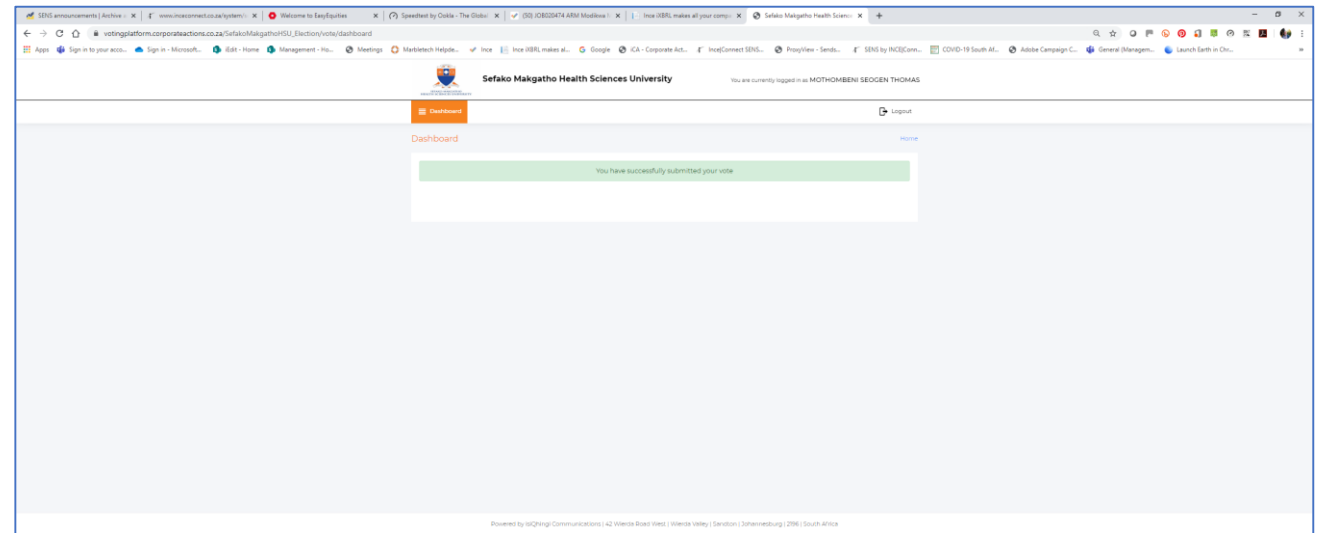 SENS announcements | Archive
www.inceconnect.co.za/system/
Welcome to EasyEquities
Speedtest by Ookla - The Global
(50) JOB020474 ARM Modikwa
Ince iXBRL makes all your compa
Sefako Makgatho Health Science
votingplatform.corporateactions.co.za/SefakoMakgathoHSU_Election/vote/dashboard
Apps Sign in to your acco... Sign in - Microsoft... iEdit - Home Management - Ho... Meetings Marbletech Helpde... Ince Ince iXBRL makes al... Google iCA - Corporate Act... Ince|Connect SENS... ProxyView - Sends... SENS by INCE|Conn... COVID-19 South Af... Adobe Campaign C... General (Managem... Launch Earth in Chr...
Sefako Makgatho Health Sciences University
You are currently logged in as MOTHOMBENI SEOGEN THOMAS
Dashboard
Logout
Dashboard
Home
You have successfully submitted your vote
Powered by IsiQhingi Communications | 42 Wierda Road West | Wierda Valley | Sandton | Johannesburg | 2196 | South Africa